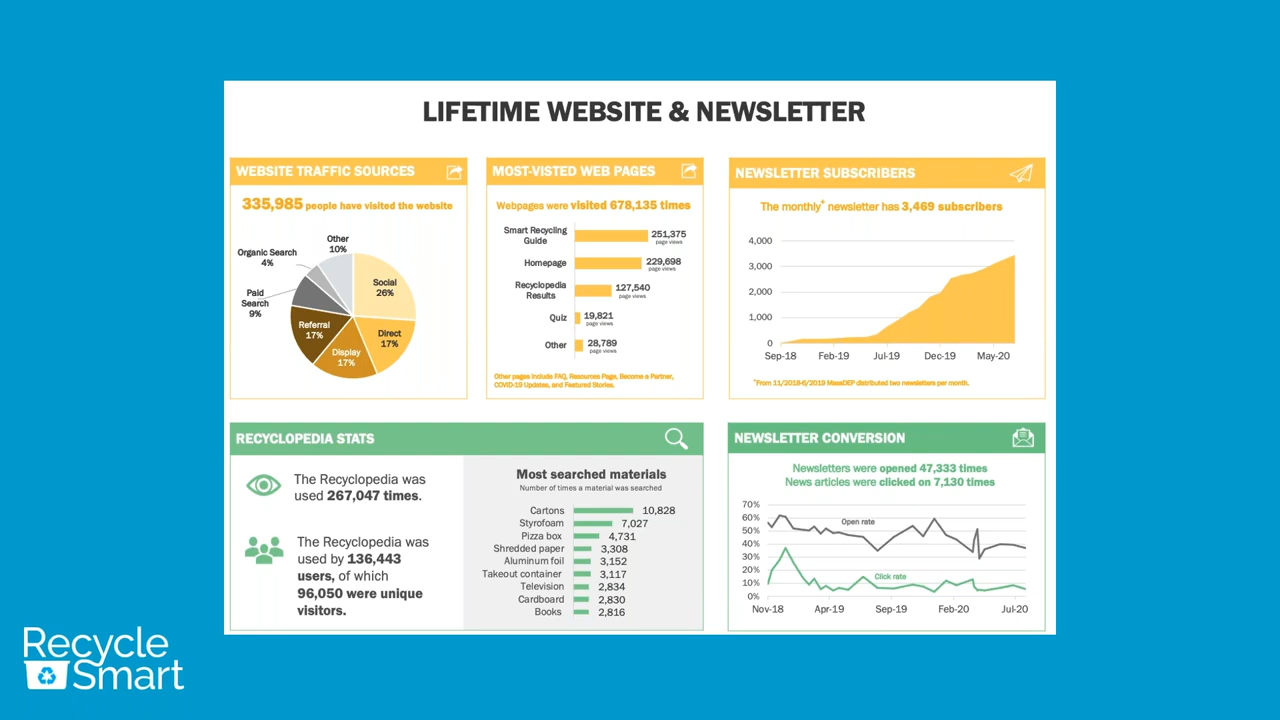 LIFETIME WEBSITE & NEWSLETTER
WEBSITE TRAFFIC SOURCES
335,985 people have visited the website
Other
10%
Organic Search
4%
Paid
Search
9%
Social
26%
Referral
17%
Direct
17%
Display
17%
MOST-VISTED WEB PAGES
Webpages were visited 678,135 times
Smart Recycling
Guide
251,375
page views
Homepage
229,698
page views
Recyclopedia
Results
127,540
page views
Quiz
19,821
page views
Other
28,789
page views
Other pages include FAQ, Resources Page, Become a Partner,
COVID-19 Updates, and Featured Stories.
NEWSLETTER SUBSCRIBERS
The monthly+ newsletter has 3,469 subscribers
4,000
3,000
2,000
1,000
0
Sep-18 Feb-19 Jul-19 Dec-19 May-20
+From 11/2018-6/2019 MassDEP distributed two newsletters per month.
RECYCLOPEDIA STATS
The Recyclopedia was
used 267,047 times.
The Recyclopedia was
used by 136,443
users, of which
96,050 were unique
visitors.
Most searched materials
Number of times a material was searched
Cartons 10,828
Styrofoam 7,027
Pizza box 4,731
Shredded paper 3,308
Aluminum foil 3,152
Takeout container 3,117
Television 2,834
Cardboard 2,830
Books 2,816
NEWSLETTER CONVERSION
Newsletters were opened 47,333 times
News articles were clicked on 7,130 times
70%
60%
50%
40%
30%
20%
10%
0%
Open rate
Click rate
Nov-18 Apr-19 Sep-19 Feb-20 Jul-20
Recycle
Smart